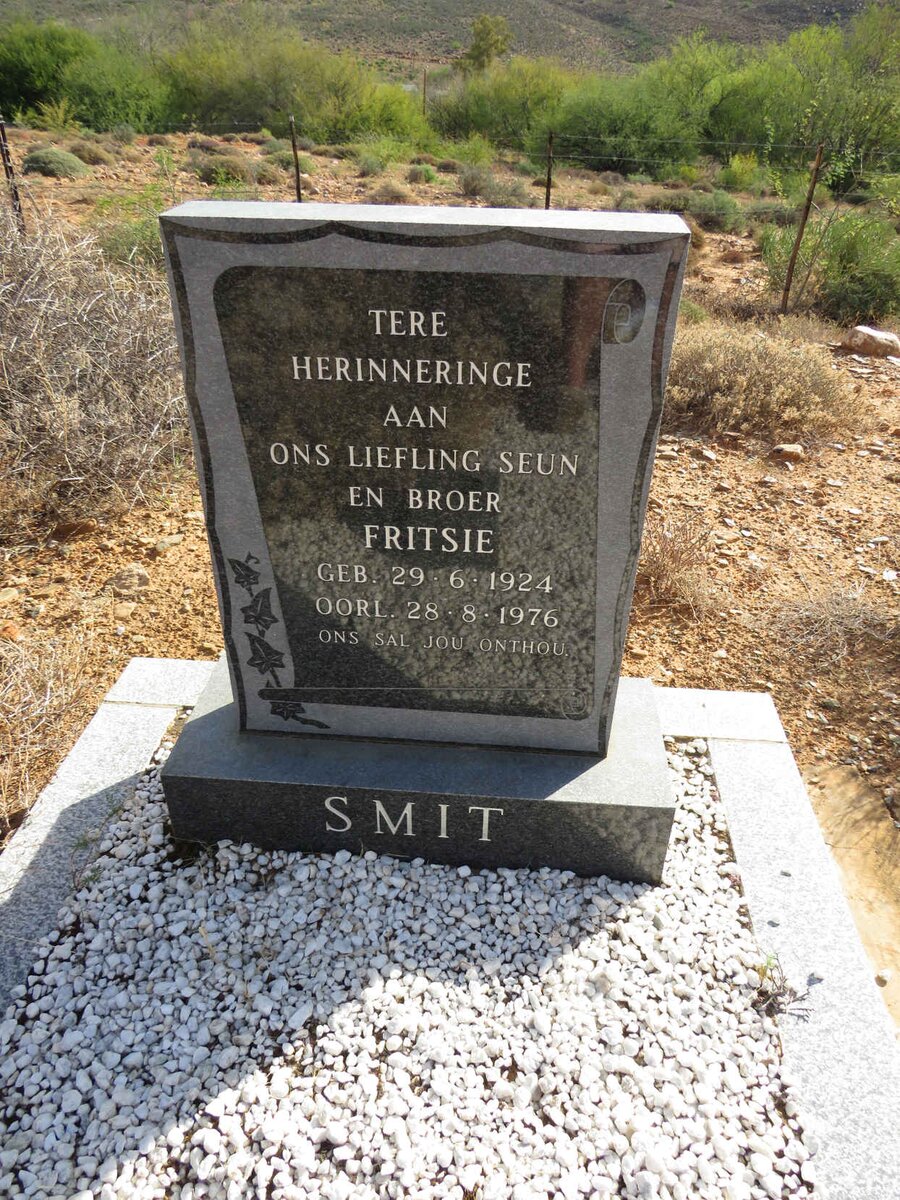 TERE
HERINNERINGE
AAN
ONS LIEFLING SEUN
EN BROER
FRITSIE
GEB. 29·6·1924
OORL. 28·8·1976
ONS SAL JOU ONTHOU.
SMIT